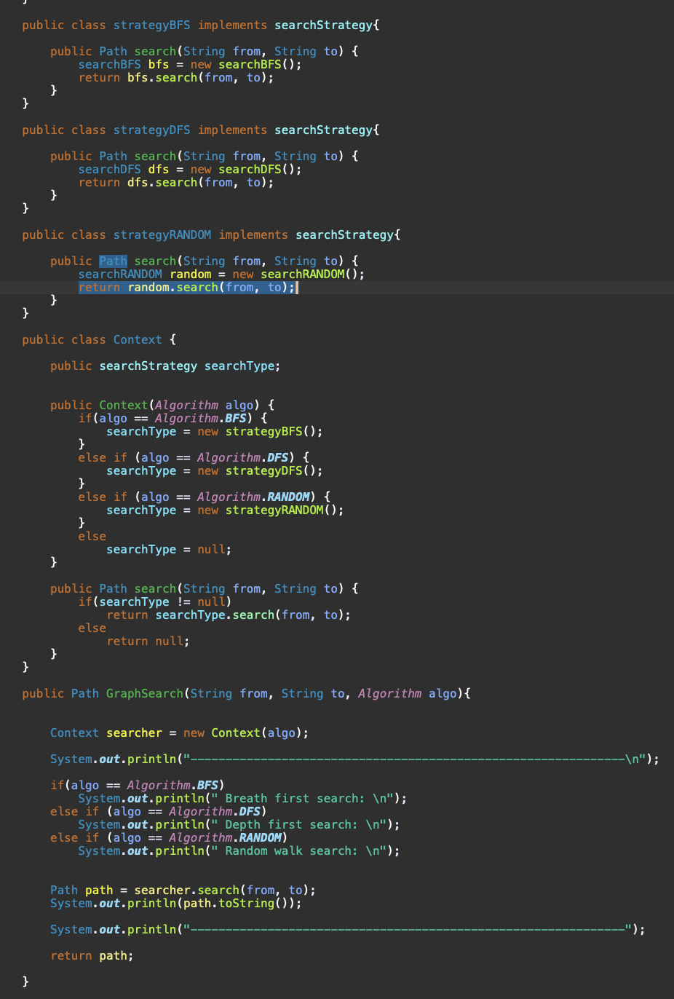 }
public class strategyBFS implements searchStrategy{
public Path search(String from, String to) {
searchBFS bfs = new searchBFS();
return bfs.search(from, to);
}
}
public class strategyDFS implements searchStrategy{
public Path search(String from, String to) {
searchDFS dfs = new searchDFS();
return dfs.search(from, to);
}
}
public class strategyRANDOM implements searchStrategy{
public Path search(String from, String to) {
searchRANDOM random = new searchRANDOM();
return random.search(from, to);
}
}
public class Context {
public searchStrategy searchType;
public Context(Algorithm algo) {
if(algo == Algorithm.BFS) {
searchType = new strategyBFS();
}
else if (algo == Algorithm.DFS) {
searchType = new strategyDFS();
}
else if (algo == Algorithm.RANDOM) {
searchType = new strategyRANDOM();
}
else
searchType = null;
}
public Path search(String from, String to) {
if(searchType != null)
return searchType.search(from, to);
else
return null;
}
}
public Path GraphSearch(String from, String to, Algorithm algo){
Context searcher = new Context(algo);
System.out.println("--------------------------------------------------------------\n");
if(algo == Algorithm.BFS)
System.out.println(" Breath first search: \n");
else if (algo == Algorithm.DFS)
System.out.println(" Depth first search: \n");
else if (algo == Algorithm.RANDOM)
System.out.println(" Random walk search: \n");
Path path = searcher.search(from, to);
System.out.println(path.toString());
System.out.println("--------------------------------------------------------------");
return path;
}